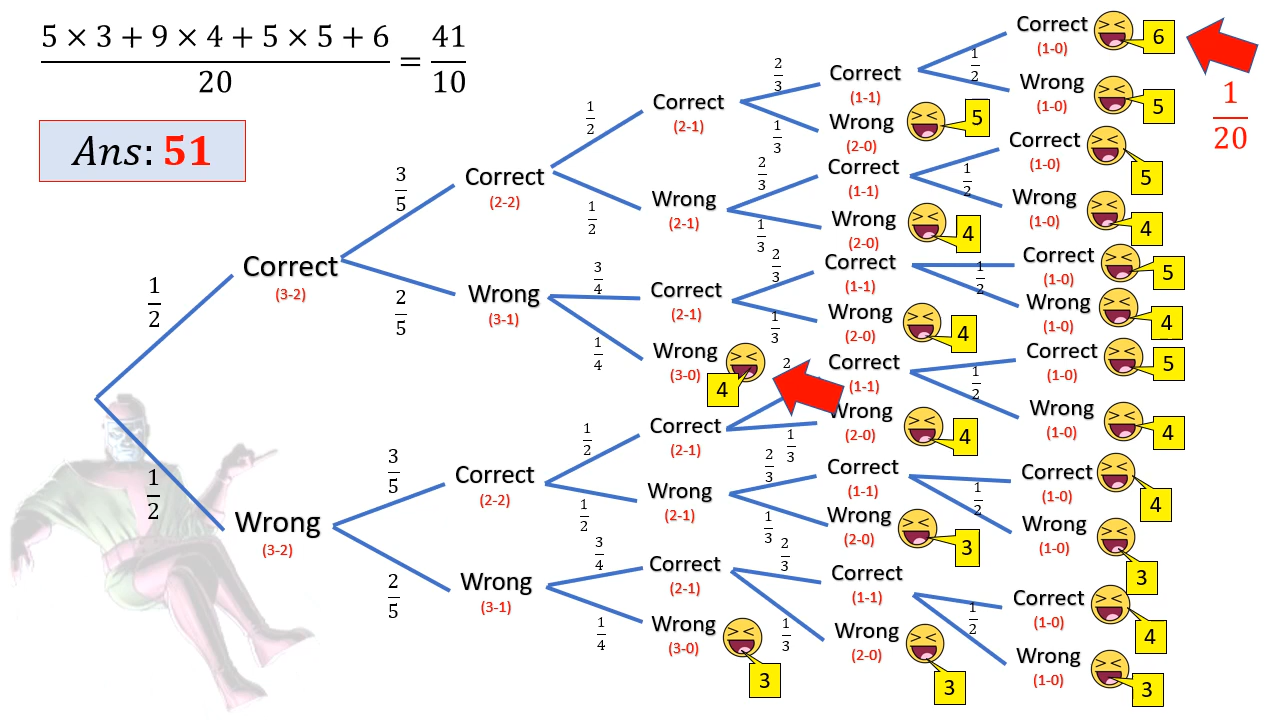 5 × 3 + 9 × 4 + 5 × 5 + 6
20
= 41
10
Ans: 51
1
2
1
2
Correct
(3-2)
Wrong
(3-2)
3
5
2
5
3
5
2
5
Correct
(2-2)
Wrong
(3-1)
Correct
(2-2)
Wrong
(3-1)
1
2
1
2
3
4
1
4
1
2
1
2
3
4
1
4
Correct
(2-1)
Wrong
(2-1)
Correct
(2-1)
Wrong
(3-0)
4
Correct
(2-1)
Wrong
(2-1)
Correct
(2-1)
Wrong
(3-0)
3
2
3
1
3
2
3
1
3
2
3
1
3
2
1
3
2
3
1
3
2
3
1
3
Correct
(1-1)
Wrong 5
(2-0)
Correct
(1-1)
Wrong 4
(2-0)
Correct
(1-1)
Wrong 4
(2-0)
Correct
(1-1)
Wrong 4
(2-0)
Correct
(1-1)
Wrong 3
(2-0)
Correct
(1-1)
Wrong 3
(2-0)
1
2
1
2
1
2
1
2
1
2
1
2
Correct 6
(1-0)
Wrong 5
(1-0)
Correct 5
(1-0)
Wrong 4
(1-0)
Correct 5
(1-0)
Wrong 4
(1-0)
Correct 5
(1-0)
Wrong 4
(1-0)
Correct 4
(1-0)
Wrong 3
(1-0)
Correct 4
(1-0)
Wrong 3
(1-0)
1
20